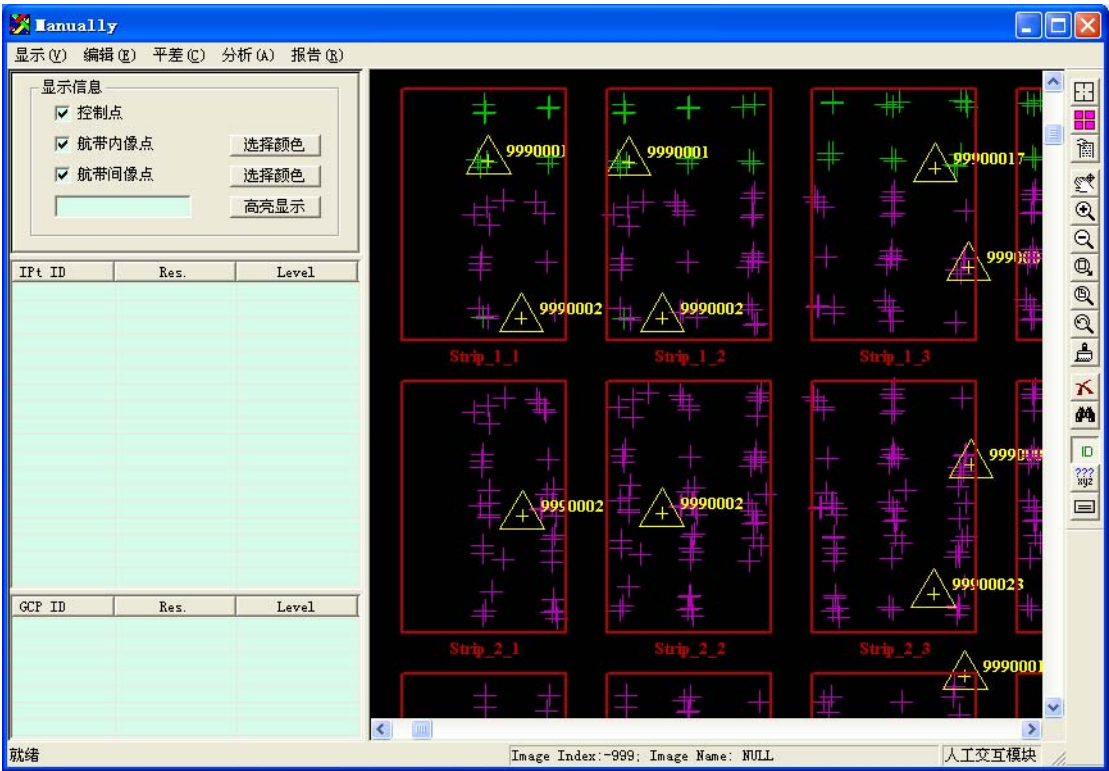 Manually
显示(V) 编辑(E) 平差(C) 分析(A) 报告(R)
显示信息
控制点
航带内像点 选择颜色
航带间像点 选择颜色
高亮显示
IPt ID Res. Level
GCP ID Res. Level
9990001 9990001 99900017
9990002 9990002
Strip_1_1 Strip_1_2 Strip_1_3
9990002 9990002
99900023
Strip_2_1 Strip_2_2 Strip_2_3
9990001
ID
???
xyz
就绪 Image Index:-999; Image Name: NULL 人工交互模块